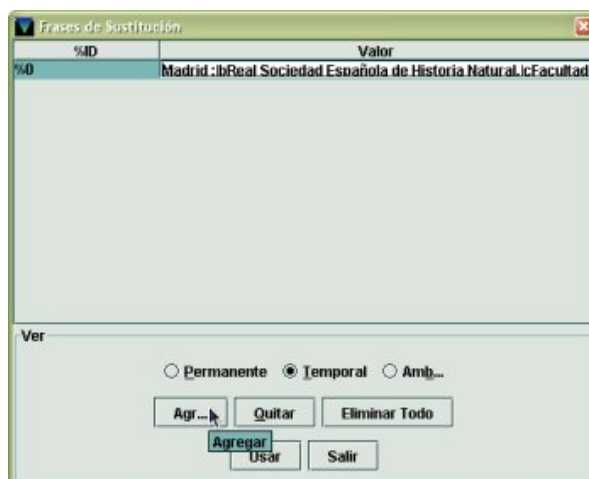 Frases de Sustitución
%ID Valor
%0 Madrid :|bReal Sociedad Española de Historia Natural,|cFacultad
Ver
Permanente Temporal Amb...
Agr... Quitar Eliminar Todo
Agregar
Usar Salir